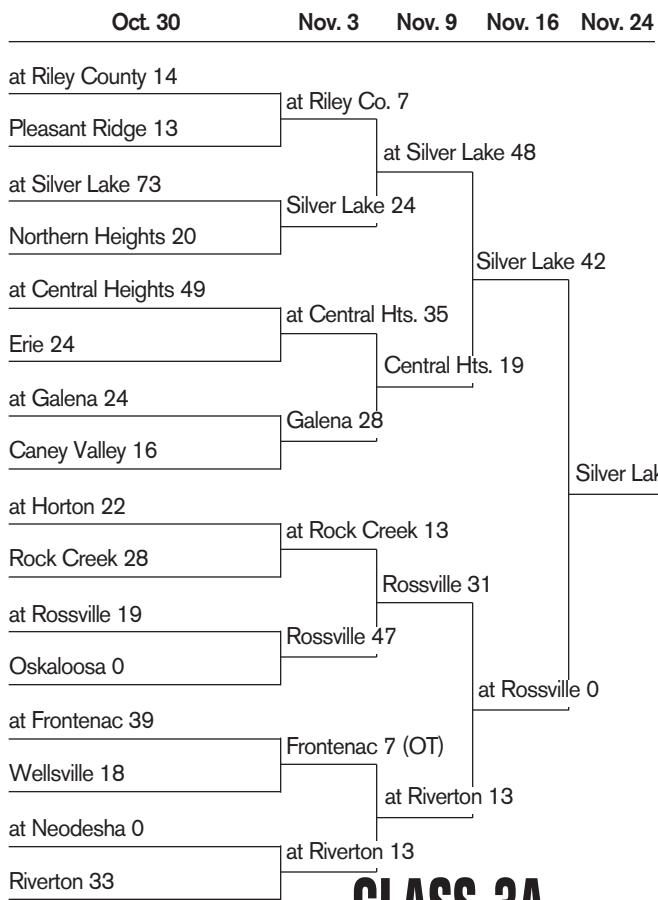 Oct. 30 Nov. 3 Nov. 9 Nov. 16 Nov. 24
at Riley County 14
Pleasant Ridge 13
at Silver Lake 73
Northern Heights 20
at Central Heights 49
Erie 24
at Galena 24
Caney Valley 16
at Horton 22
Rock Creek 28
at Rossville 19
Oskaloosa 0
at Frontenac 39
Wellsville 18
at Neodesha 0
Riverton 33
at Riley Co. 7
Silver Lake 24
at Central Hts. 35
Galena 28
at Rock Creek 13
Rossville 47
Frontenac 7 (OT)
at Riverton 13
at Silver Lake 48
Central Hts. 19
Rossville 31
at Riverton 13
Silver Lake 42
at Rossville 0
Silver Lak
CLASS 3A